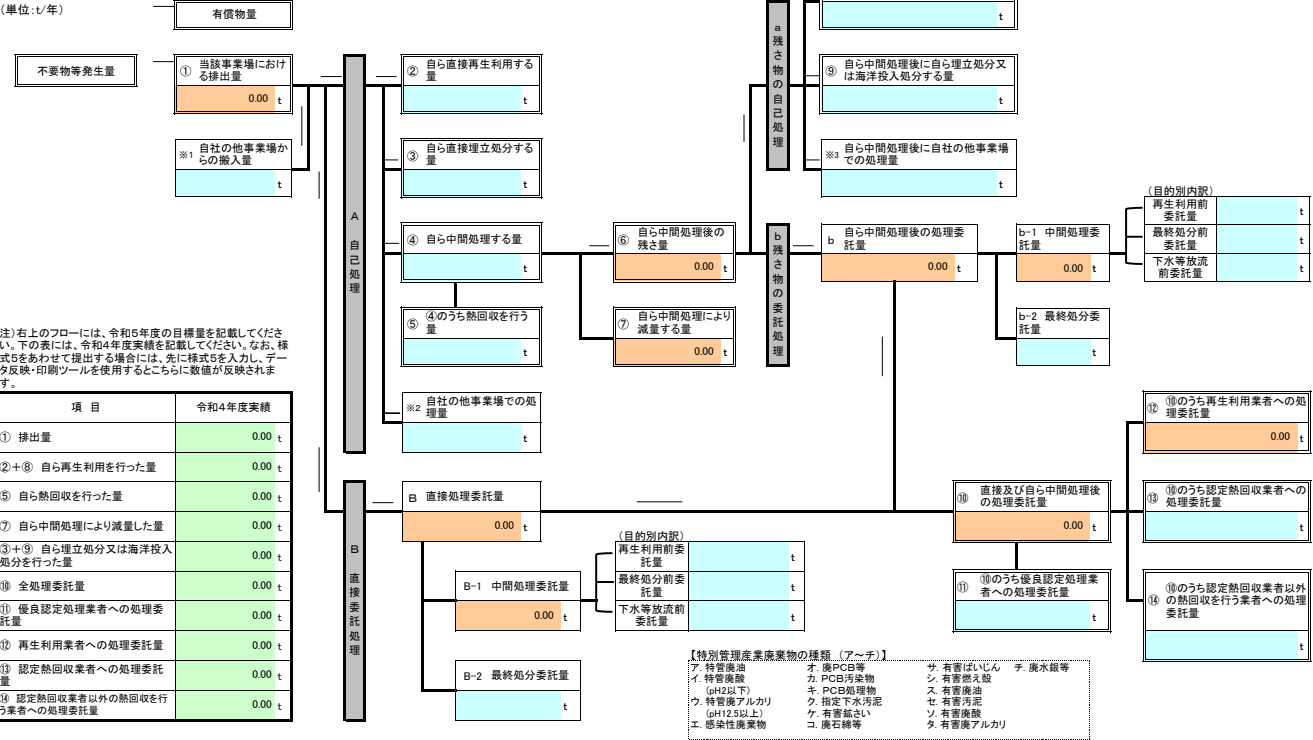 (単位:t/年)
有償物量
t
不要物等発生量
① 当該事業場におけ
る排出量
0.00 t
※1 自社の他事業場か
らの搬入量
t
A
自
己
処
理
② 自ら直接再生利用する
量
t
③ 自ら直接埋立処分する
量
t
④ 自ら中間処理する量
t
⑤ ④のうち熱回収を行う
量
t
※2 自社の他事業場での処
理量
t
⑥ 自ら中間処理後の
残さ量
0.00 t
⑦ 自ら中間処理により
減量する量
0.00 t
a
残
さ
物
の
自
己
処
理
⑨ 自ら中間処理後に自ら埋立処分又
は海洋投入処分する量
t
※3 自ら中間処理後に自社の他事業場
での処理量
t
b
残
さ
物
の
委
託
処
理
b 自ら中間処理後の処理委
託量
0.00 t
b-1 中間処理委
託量
0.00 t
(目的別内訳)
再生利用前
委託量 t
最終処分前
委託量 t
下水等放流
前委託量 t
b-2 最終処分委
託量
t
注)右上のフローには、令和5年度の目標量を記載してくださ
い。下の表には、令和4年度実績を記載してください。なお、様
式5をあわせて提出する場合には、先に様式5を入力し、デー
タ反映・印刷ツールを使用するとこちらに数値が反映されま
す。
項 目 令和4年度実績
① 排出量 0.00 t
②+⑧ 自ら再生利用を行った量 0.00 t
⑤ 自ら熱回収を行った量 0.00 t
⑦ 自ら中間処理により減量した量 0.00 t
③+⑨ 自ら埋立処分又は海洋投入
処分を行った量 0.00 t
⑩ 全処理委託量 0.00 t
⑪ 優良認定処理業者への処理委
託量 0.00 t
⑫ 再生利用業者への処理委託量 0.00 t
⑬ 認定熱回収業者への処理委託
量 0.00 t
⑭ 認定熱回収業者以外の熱回収を行
う業者への処理委託量 0.00 t
B
直
接
委
託
処
理
B 直接処理委託量
0.00 t
B-1 中間処理委託量
0.00 t
(目的別内訳)
再生利用前委
託量 t
最終処分前委
託量 t
下水等放流前
委託量 t
B-2 最終処分委託量
t
⑩ 直接及び自ら中間処理後
の処理委託量
0.00 t
⑪ ⑩のうち優良認定処理業
者への処理委託量
t
⑫ ⑩のうち再生利用業者への処
理委託量
0.00 t
⑬ ⑩のうち認定熱回収業者への
処理委託量
t
⑭ ⑩のうち認定熱回収業者以外
の熱回収を行う業者への処理
委託量
t
【特別管理産業廃棄物の種類 (ア~チ)】
ア. 特管廃油 オ. 廃PCB等 サ. 有害ばいじん チ. 廃水銀等
イ. 特管廃酸 カ. PCB汚染物 シ. 有害燃え殻
(pH2以下) キ. PCB処理物 ス. 有害廃油
ウ. 特管廃アルカリ ク. 指定下水汚泥 セ. 有害汚泥
(pH12.5以上) ケ. 有害鉱さい ソ. 有害廃酸
エ. 感染性廃棄物 コ. 廃石綿等 タ. 有害廃アルカリ